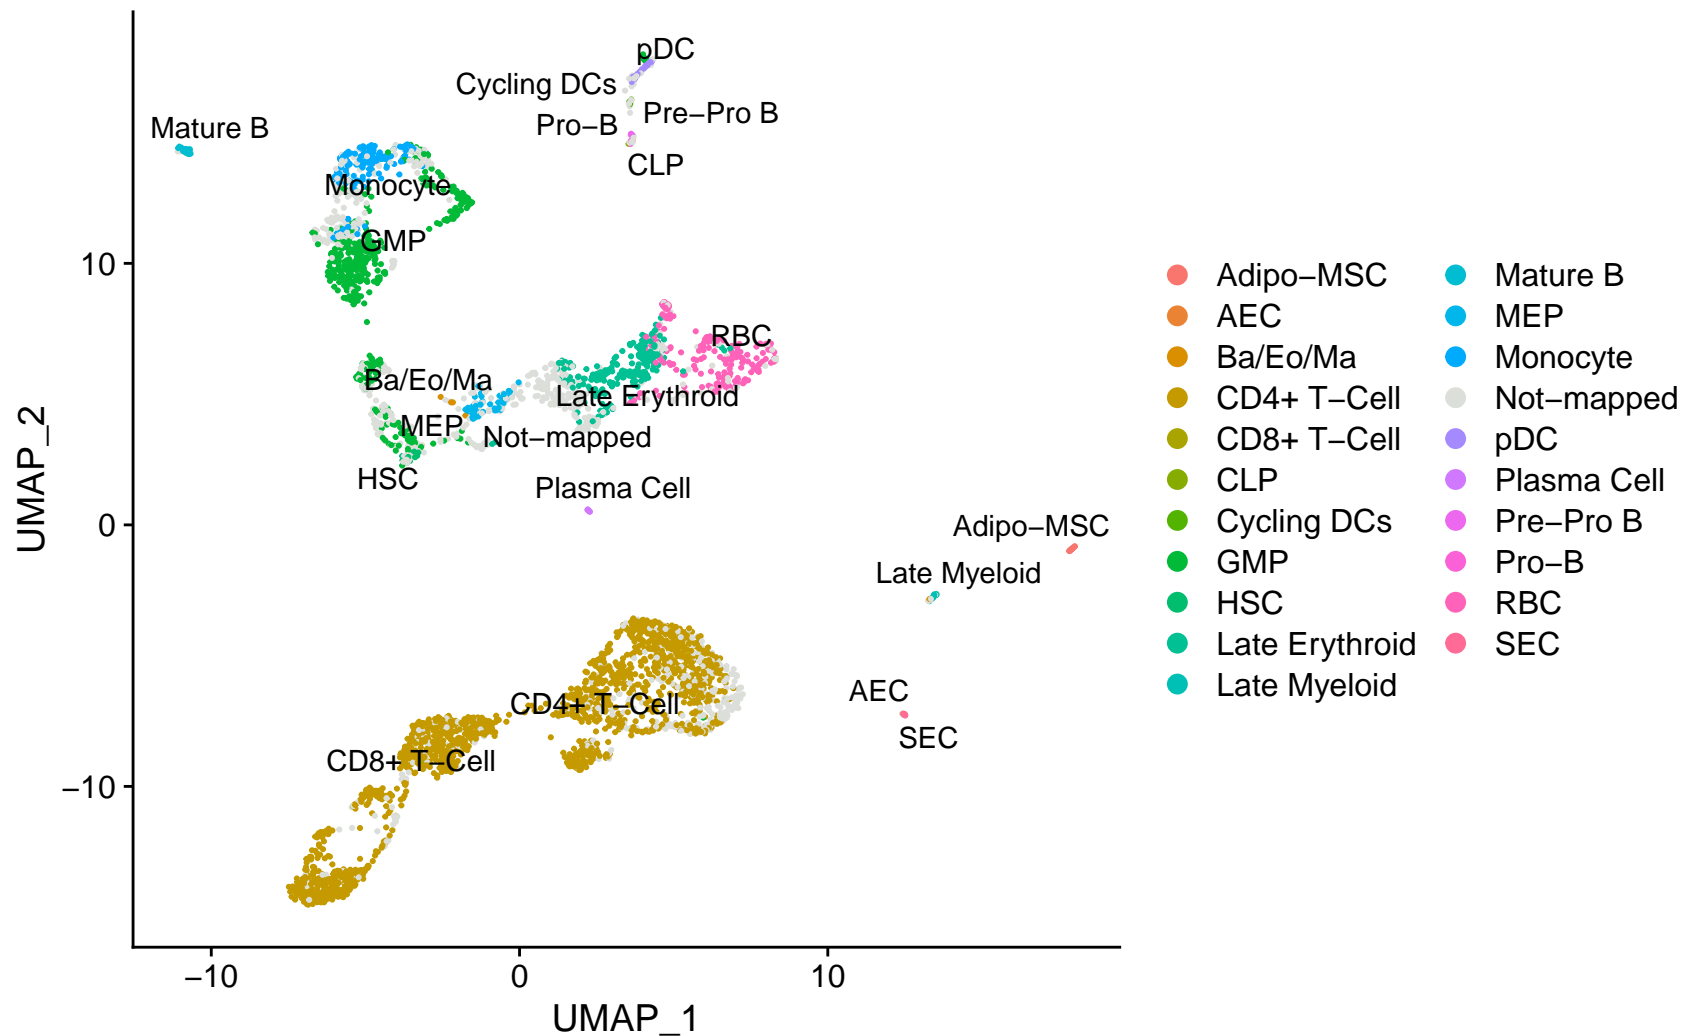 pDC
Cycling DCs
Pre−Pro B
Pro−B
Mature B
CLP
Monocyte
GMP
10
RBC
Ba/Eo/Ma
Late Erythroid
MEP
Not−mapped
HSC
Plasma Cell
0
Adipo−MSC
Late Myeloid
AEC
CD4+ T−Cell
SEC
CD8+ T−Cell
−10
UMAP_2
−10
0
10
UMAP_1
Adipo−MSC
AEC
Ba/Eo/Ma
CD4+ T−Cell
CD8+ T−Cell
CLP
Cycling DCs
GMP
HSC
Late Erythroid
Late Myeloid
Mature B
MEP
Monocyte
Not−mapped
pDC
Plasma Cell
Pre−Pro B
Pro−B
RBC
SEC